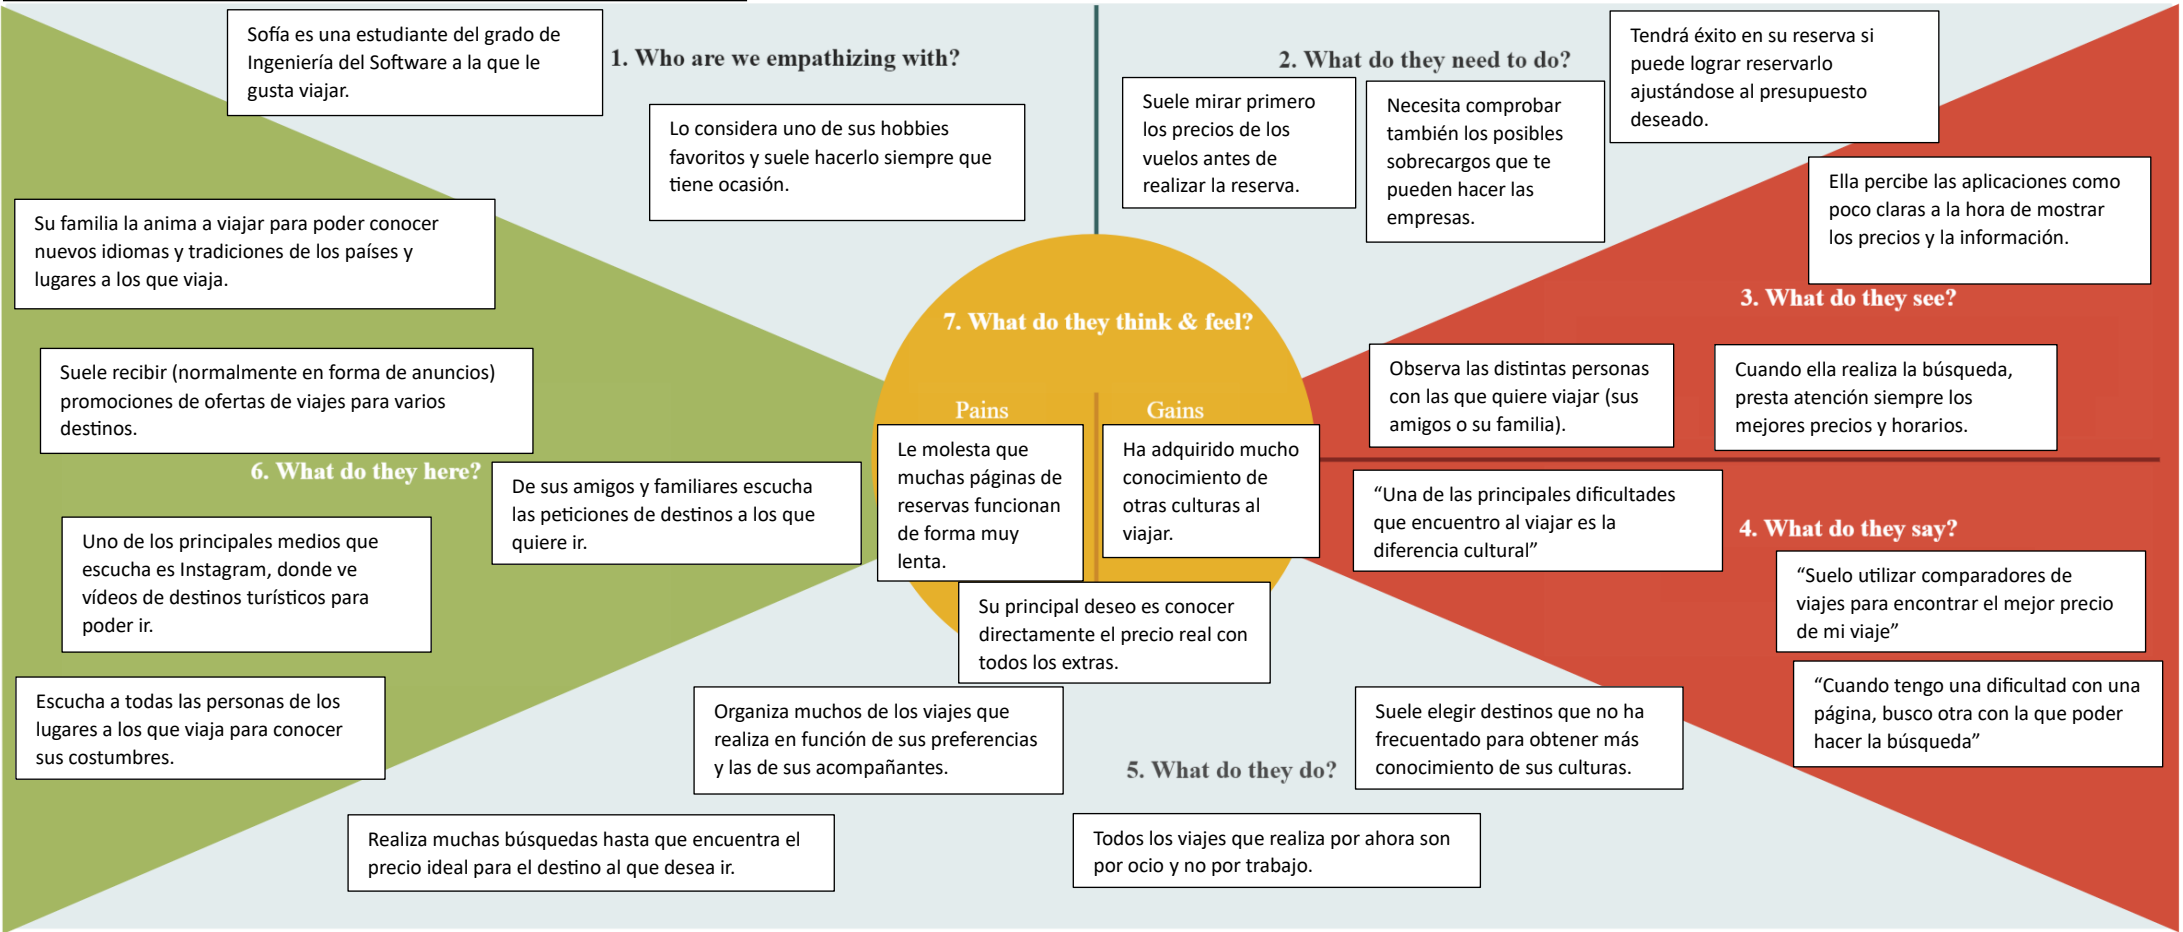 Sofía es una estudiante del grado de
Ingeniería del Software a la que le
gusta viajar.
1. Who are we empathizing with?
Lo considera uno de sus hobbies
favoritos y suele hacerlo siempre que
tiene ocasión.
2. What do they need to do?
Suele mirar primero
los precios de los
vuelos antes de
realizar la reserva.
Necesita comprobar
también los posibles
sobrecargos que te
pueden hacer las
empresas.
Tendrá éxito en su reserva si
puede lograr reservarlo
ajustándose al presupuesto
deseado.
Ella percibe las aplicaciones como
poco claras a la hora de mostrar
los precios y la información.
3. What do they see?
Observa las distintas personas
con las que quiere viajar (sus
amigos o su familia).
Cuando ella realiza la búsqueda,
presta atención siempre los
mejores precios y horarios.
“Una de las principales dificultades
que encuentro al viajar es la
diferencia cultural”
4. What do they say?
“Suelo utilizar comparadores de
viajes para encontrar el mejor precio
de mi viaje”
“Cuando tengo una dificultad con una
página, busco otra con la que poder
hacer la búsqueda”
5. What do they do?
Organiza muchos de los viajes que
realiza en función de sus preferencias
y las de sus acompañantes.
Suele elegir destinos que no ha
frecuentado para obtener más
conocimiento de sus culturas.
Realiza muchas búsquedas hasta que encuentra el
precio ideal para el destino al que desea ir.
Todos los viajes que realiza por ahora son
por ocio y no por trabajo.
Su familia la anima a viajar para poder conocer
nuevos idiomas y tradiciones de los países y
lugares a los que viaja.
Suele recibir (normalmente en forma de anuncios)
promociones de ofertas de viajes para varios
destinos.
6. What do they here?
De sus amigos y familiares escucha
las peticiones de destinos a los que
quiere ir.
Uno de los principales medios que
escucha es Instagram, donde ve
vídeos de destinos turísticos para
poder ir.
Escucha a todas las personas de los
lugares a los que viaja para conocer
sus costumbres.
7. What do they think & feel?
Pains
Le molesta que
muchas páginas de
reservas funcionan
de forma muy
lenta.
Gains
Ha adquirido mucho
conocimiento de
otras culturas al
viajar.
Su principal deseo es conocer
directamente el precio real con
todos los extras.